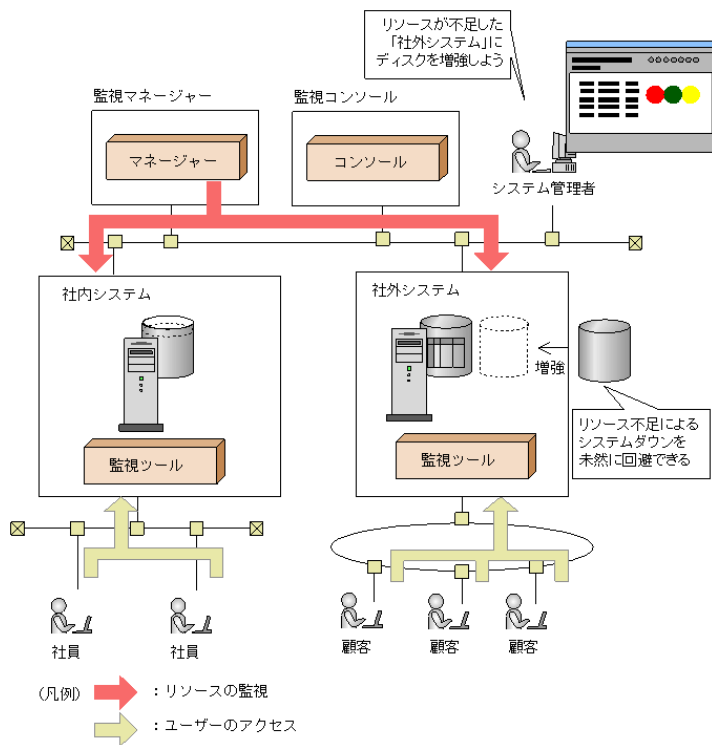 リソースが不足した
「社外システム」に
ディスクを増強しよう
監視マネージャー
監視コンソール
マネージャー
コンソール
システム管理者
社内システム
社外システム
増強
リソース不足による
システムダウンを
未然に回避できる
監視ツール
監視ツール
社員
社員
顧客
顧客
顧客
(凡例)
：リソースの監視
：ユーザーのアクセス